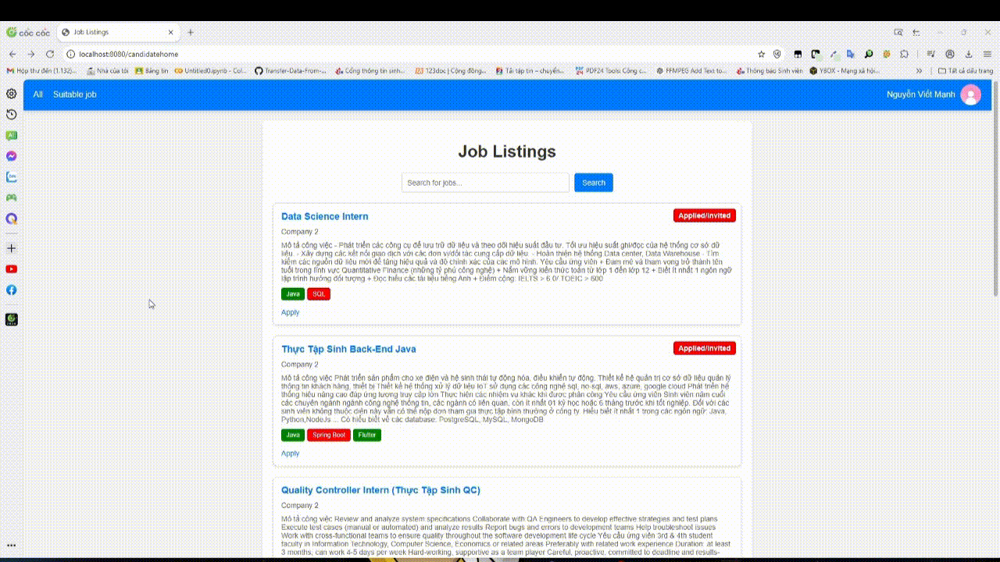 cốc cốc
Job Listings
localhost:8080/candidatehome
Hộp thư đến (1.132)...
Nhà của tôi
Bảng tin
Untitled0.ipynb - Col...
Transfer-Data-From-...
Cổng thông tin sinh...
123doc | Cộng đồng...
Tải tập tin – chuyển...
PDF24 Tools: Công c...
FFMPEG Add Text to...
Thông báo Sinh viên
YBOX - Mạng xã hội...
Tất cả dấu trang
All
Suitable job
Nguyễn Viết Mạnh
Job Listings
Search for jobs...
Search
Data Science Intern
Applied/Invited
Company 2
Mô tả công việc - Phát triển các công cụ để lưu trữ dữ liệu và theo dõi hiệu suất đầu tư. Tối ưu hiệu suất ghi/đọc của hệ thống cơ sở dữ
liệu. - Xây dựng các kết nối giao dịch với các đơn vị/đối tác cung cấp dữ liệu. - Hoàn thiện hệ thống Data center, Data Warehouse - Tìm
kiếm các nguồn dữ liệu mới để tăng hiệu quả và độ chính xác của các mô hình. Yêu cầu ứng viên + Đam mê và tham vọng trở thành tên
tuổi trong lĩnh vực Quantitative Finance (những tỷ phú công nghệ) + Nắm vững kiến thức toán từ lớp 1 đến lớp 12 + Biết ít nhất 1 ngôn ngữ
lập trình hướng đối tượng + Đọc hiểu các tài liệu tiếng Anh + Điểm cộng: IELTS > 6.0/ TOEIC > 600
Java
SQL
Apply
Thực Tập Sinh Back-End Java
Applied/Invited
Company 2
Mô tả công việc Phát triển sản phẩm cho xe điện và hệ sinh thái tự động hóa, điều khiển tự động. Thiết kế hệ quản trị cơ sở dữ liệu quản lý
thông tin khách hàng, thiết bị Thiết kế hệ thống xử lý dữ liệu IoT sử dụng các công nghệ sql, no-sql, aws, azure, google cloud Phát triển hệ
thống hiệu năng cao đáp ứng lượng truy cập lớn Thực hiện các nhiệm vụ khác khi được phân công Yêu cầu ứng viên Sinh viên năm cuối
các chuyên ngành ngành công nghệ thông tin, các ngành có liên quan, còn ít nhất 01 kỳ học hoặc 6 tháng trước khi tốt nghiệp. Đối với các
sinh viên không thuộc diện này vẫn có thể nộp đơn tham gia thực tập bình thường ở công ty. Hiểu biết ít nhất 1 trong các ngôn ngữ: Java,
Python,NodeJs ... Có hiểu biết về các database: PostgreSQL, MySQL, MongoDB
Java
Spring Boot
Flutter
Apply
Quality Controller Intern (Thực Tập Sinh QC)
Company 2
Mô tả công việc Review and analyze system specifications Collaborate with QA Engineers to develop effective strategies and test plans
Execute test cases (manual or automated) and analyze results Report bugs and errors to development teams Help troubleshoot issues
Work with cross-functional teams to ensure quality throughout the software development life cycle Yêu cầu ứng viên 3rd & 4th student
faculty in Information Technology, Computer Science, Economics or related areas Preferably with related work experience Duration: at least
3 months, can work 4-5 days per week Hard-working, supportive as a team player Careful, proactive, committed to deadline and results-